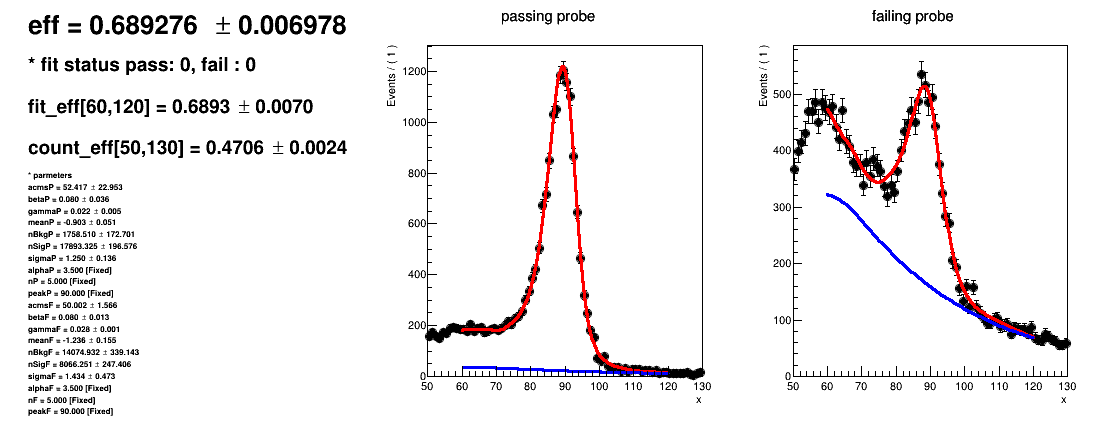 eff = 0.689276 ± 0.006978
* fit status pass: 0, fail : 0
fit_eff[60,120] = 0.6893 ± 0.0070
count_eff[50,130] = 0.4706 ± 0.0024
* parmeters
acmsP = 52.417 ± 22.953
betaP = 0.080 ± 0.036
gammaP = 0.022 ± 0.005
meanP = -0.903 ± 0.051
nBkgP = 1758.510 ± 172.701
nSigP = 17893.325 ± 196.576
sigmaP = 1.250 ± 0.136
alphaP = 3.500 [Fixed]
nP = 5.000 [Fixed]
peakP = 90.000 [Fixed]
acmsF = 50.002 ± 1.566
betaF = 0.080 ± 0.013
gammaF = 0.028 ± 0.001
meanF = -1.236 ± 0.155
nBkgF = 14074.932 ± 339.143
nSigF = 8066.251 ± 247.406
sigmaF = 1.434 ± 0.473
alphaF = 3.500 [Fixed]
nF = 5.000 [Fixed]
peakF = 90.000 [Fixed]
passing probe
Events / ( 1 )
1200
1000
800
600
400
200
0
50 60 70 80 90 100 110 120 130
x
failing probe
Events / ( 1 )
500
400
300
200
100
0
50 60 70 80 90 100 110 120 130
x